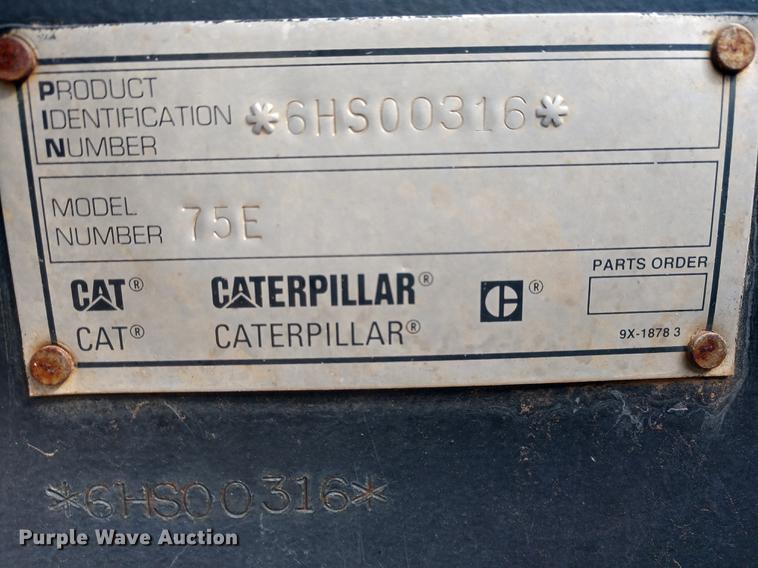 PRODUCT
IDENTIFICATION
NUMBER
*6HS00316*
MODEL
NUMBER
75E
CAT® CATERPILLAR® C®
CAT® CATERPILLAR®
PARTS ORDER
9X-1878 3
*6HS00316*
Purple Wave Auction